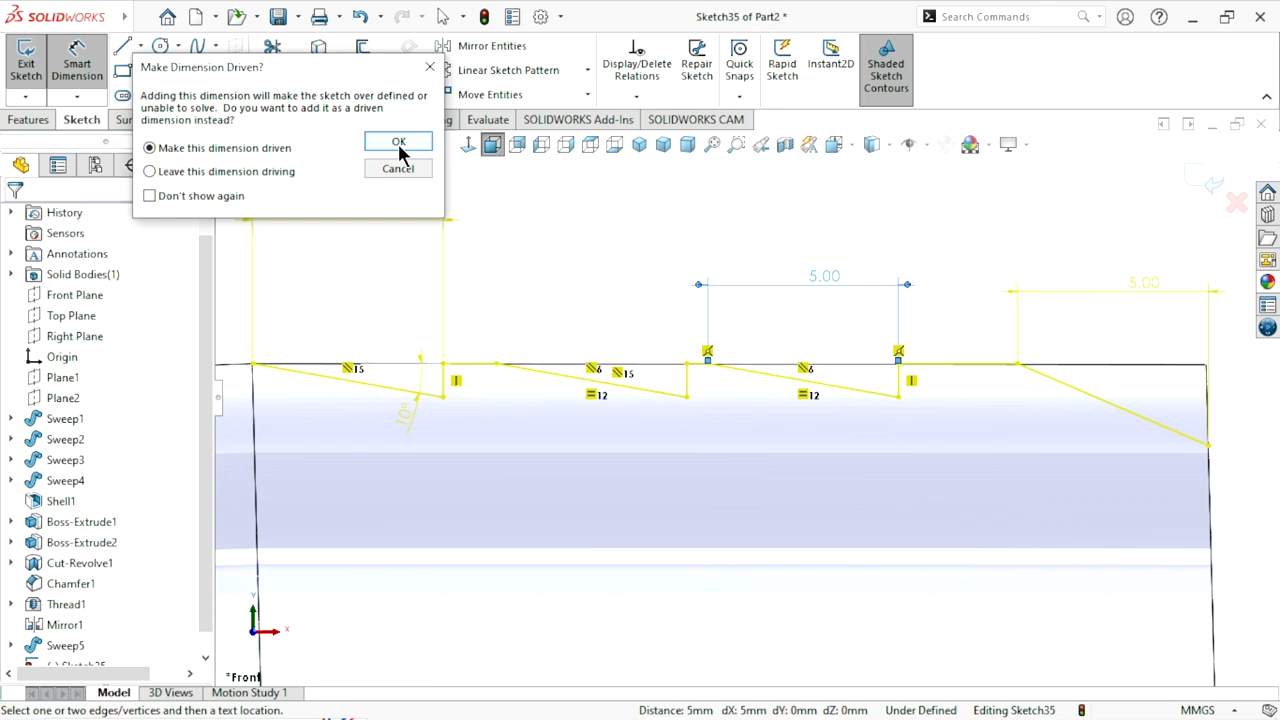 SOLIDWORKS
Sketch35 of Part2 *
Search Commands
Exit Sketch
Smart Dimension
Mirror Entities
Linear Sketch Pattern
Move Entities
Display/Delete Relations
Repair Sketch
Quick Snaps
Rapid Sketch
Instant2D
Shaded Sketch Contours
Make Dimension Driven?
Adding this dimension will make the sketch over defined or
unable to solve. Do you want to add it as a driven
dimension instead?
Make this dimension driven
OK
Leave this dimension driving
Cancel
Don't show again
Features
Sketch
Sur
Evaluate
SOLIDWORKS Add-Ins
SOLIDWORKS CAM
History
Sensors
Annotations
Solid Bodies(1)
Front Plane
Top Plane
Right Plane
Origin
Plane1
Plane2
Sweep1
Sweep2
Sweep3
Sweep4
Shell1
Boss-Extrude1
Boss-Extrude2
Cut-Revolve1
Chamfer1
Thread1
Mirror1
Sweep5
(-) Sketch35
5.00
5.00
15
6
15
6
12
12
10°
Y
X
*Front
Model
3D Views
Motion Study 1
Select one or two edges/vertices and then a text location.
Distance: 5mm dX: 5mm dY: 0mm dZ: 0mm
Under Defined
Editing Sketch35
MMGS